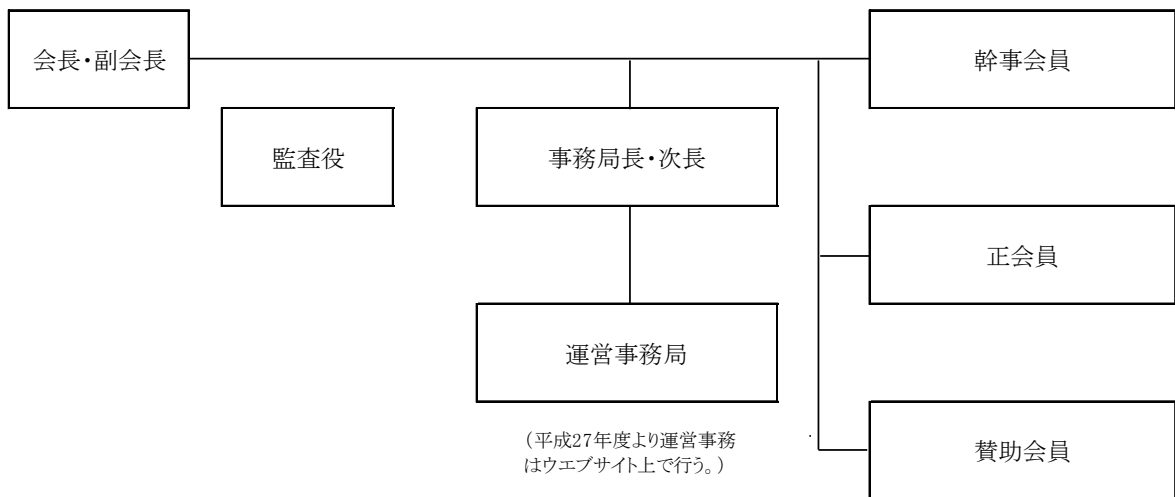 会長・副会長
幹事会員
監査役
事務局長・次長
正会員
運営事務局
（平成27年度より運営事務
はウエブサイト上で行う。）
賛助会員